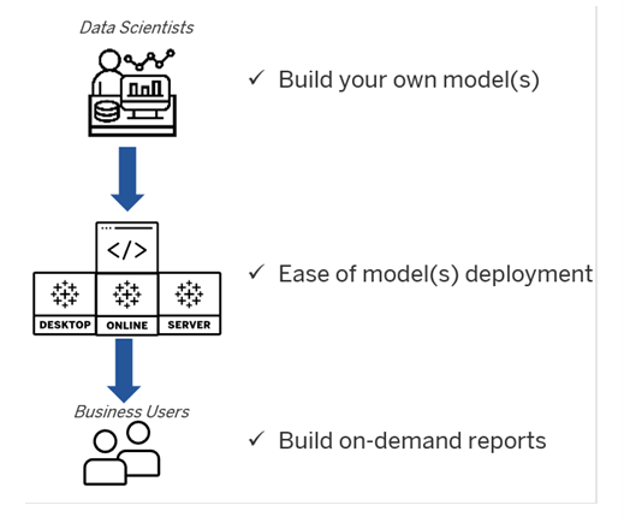 Data Scientists
✓ Build your own model(s)
</>
✓ Ease of model(s) deployment
DESKTOP ONLINE SERVER
Business Users
✓ Build on-demand reports